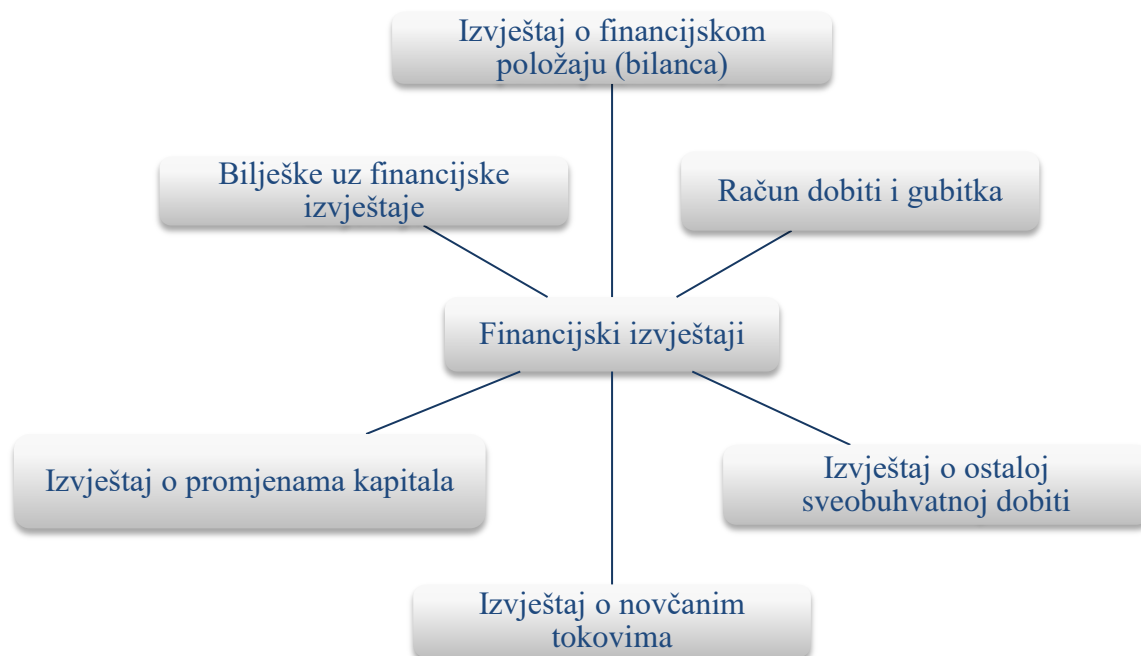 Izvještaj o financijskom
položaju (bilanca)
Bilješke uz financijske
izvještaje
Račun dobiti i gubitka
Financijski izvještaji
Izvještaj o promjenama kapitala
Izvještaj o ostaloj
sveobuhvatnoj dobiti
Izvještaj o novčanim
tokovima